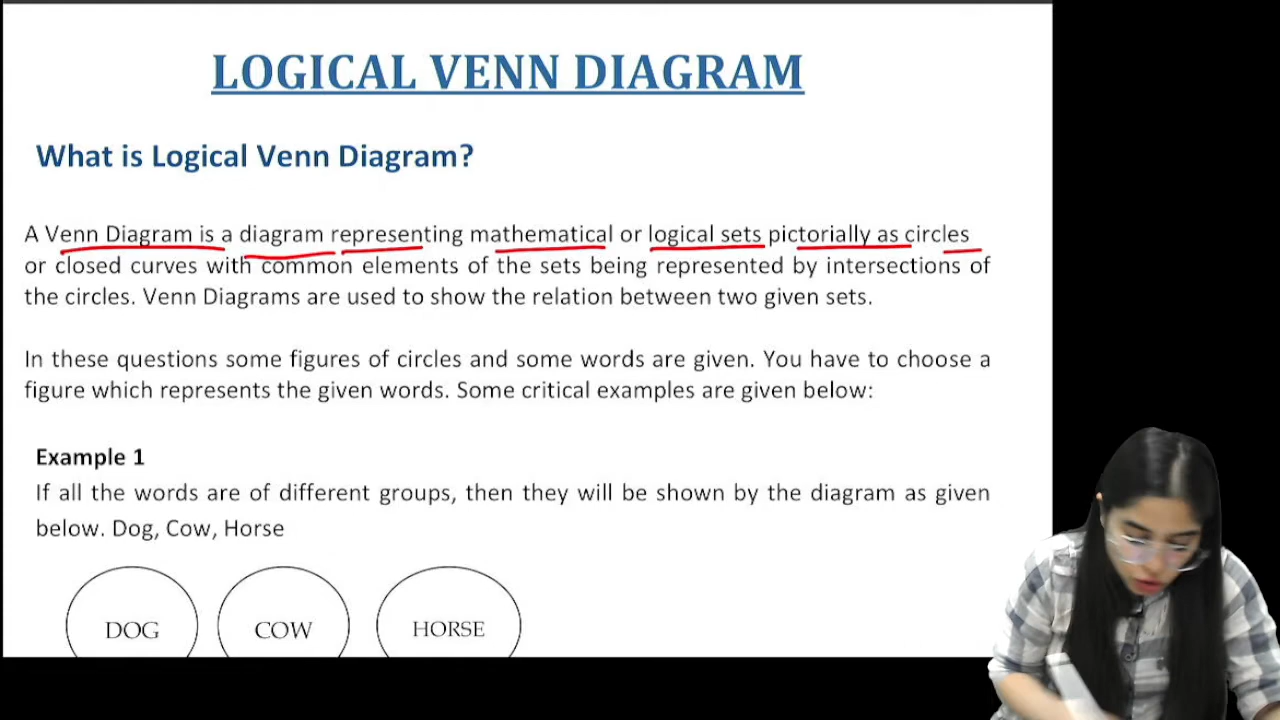 LOGICAL VENN DIAGRAM
What is Logical Venn Diagram?
A Venn Diagram is a diagram representing mathematical or logical sets pictorially as circles
or closed curves with common elements of the sets being represented by intersections of
the circles. Venn Diagrams are used to show the relation between two given sets.
In these questions some figures of circles and some words are given. You have to choose a
figure which represents the given words. Some critical examples are given below:
Example 1
If all the words are of different groups, then they will be shown by the diagram as given
below. Dog, Cow, Horse
DOG COW HORSE